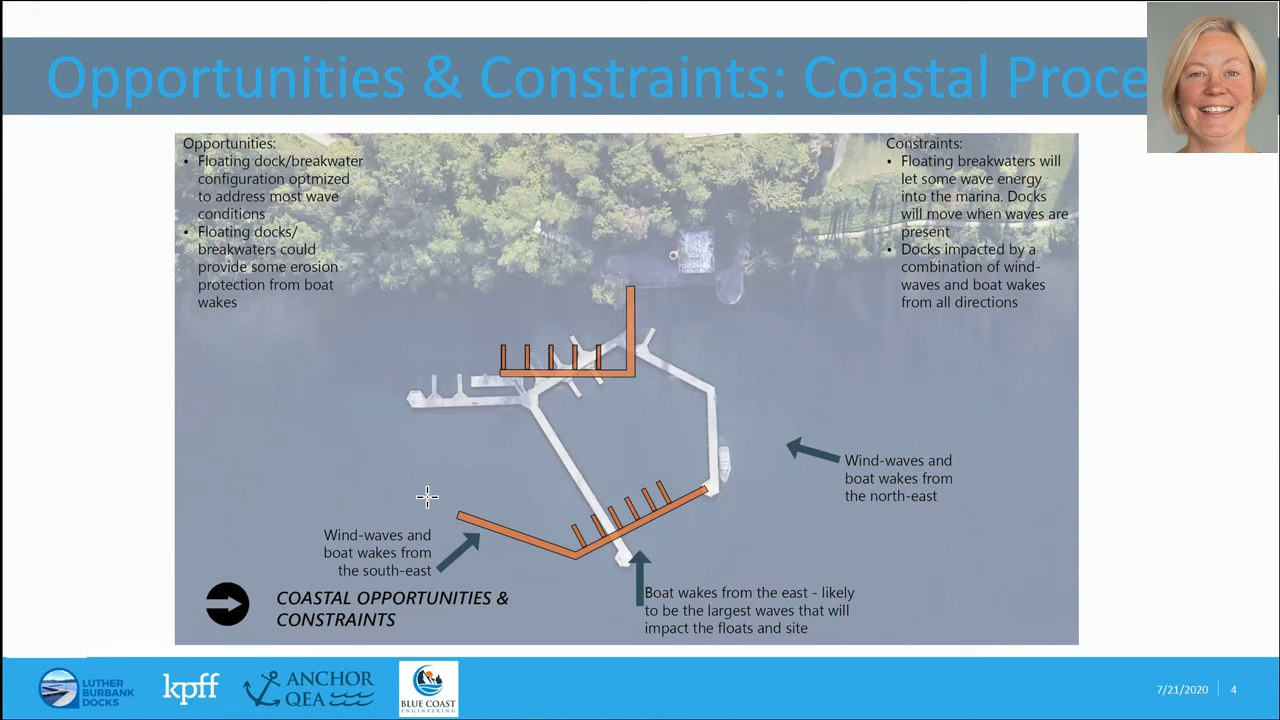 Opportunities & Constraints: Coastal Proce
Opportunities:
• Floating dock/breakwater
configuration optmized
to address most wave
conditions
• Floating docks/
breakwaters could
provide some erosion
protection from boat
wakes
Constraints:
• Floating breakwaters will
let some wave energy
into the marina. Docks
will move when waves are
present
• Docks impacted by a
combination of wind-
waves and boat wakes
from all directions
Wind-waves and
boat wakes from
the north-east
Wind-waves and
boat wakes from
the south-east
Boat wakes from the east - likely
to be the largest waves that will
impact the floats and site
COASTAL OPPORTUNITIES &
CONSTRAINTS
LUTHER
BURBANK
DOCKS
kpff
ANCHOR
QEA
BLUE COAST
ENGINEERING
7/21/2020
4